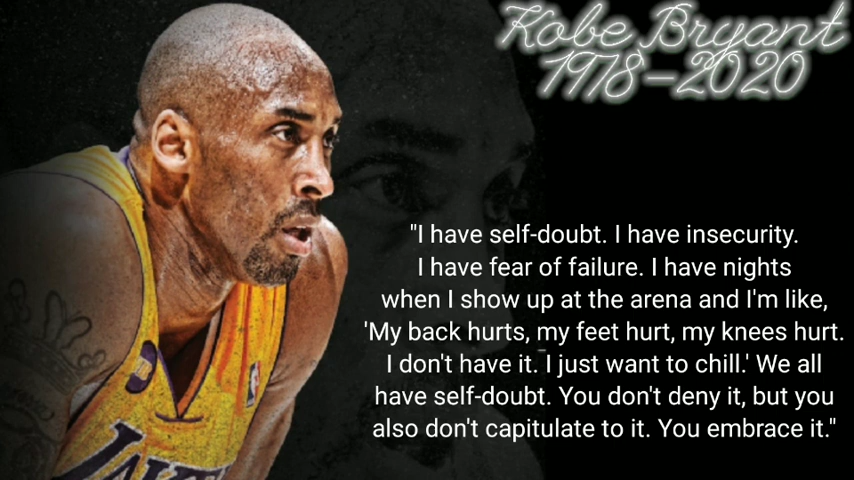 Kobe Bryant
1978-2020
"I have self-doubt. I have insecurity.
I have fear of failure. I have nights
when I show up at the arena and I'm like,
'My back hurts, my feet hurt, my knees hurt.
I don't have it. I just want to chill.' We all
have self-doubt. You don't deny it, but you
also don't capitulate to it. You embrace it."